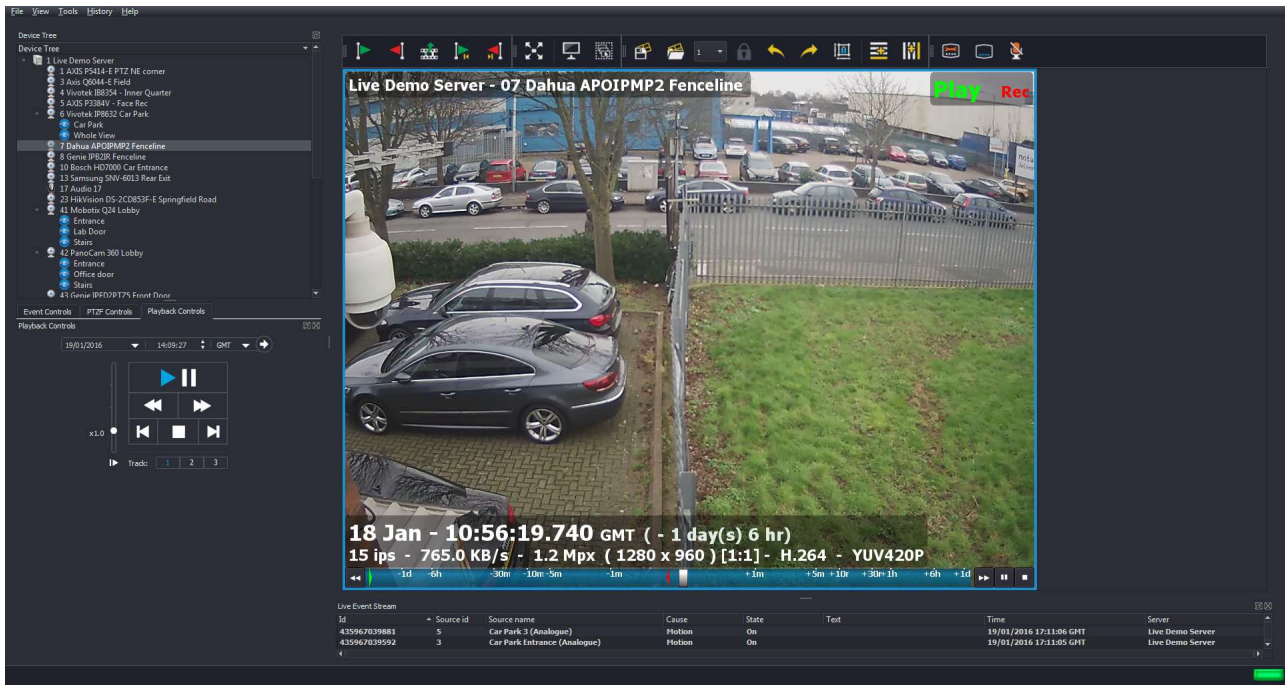 File View Tools History Help
Device Tree
Device Tree
1 Live Demo Server
1 AXIS P5414-E PTZ NE corner
3 Axis Q6044-E Field
4 Vivotek IB8354 - Inner Quarter
5 AXIS P3384V - Face Rec
6 Vivotek IP8632 Car Park
Car Park
Whole View
7 Dahua APOIPMP2 Fenceline
8 Genie IPB2IR Fenceline
10 Bosch HD7000 Car Entrance
13 Samsung SNV-6013 Rear Exit
17 Audio 17
23 HikVision DS-2CD853F-E Springfield Road
41 Mobotix Q24 Lobby
Entrance
Lab Door
Stairs
42 PanoCam 360 Lobby
Entrance
Office door
Stairs
43 Genie IPFD2PTZ5 Front Door
Event Controls PTZF Controls Playback Controls
Playback Controls
19/01/2016 14:09:27 GMT
x1.0
Track: 1 2 3
1
Live Demo Server - 07 Dahua APOIPMP2 Fenceline
Play Rec
18 Jan - 10:56:19.740 GMT ( - 1 day(s) 6 hr)
15 ips - 765.0 KB/s - 1.2 Mpx ( 1280 x 960 ) [1:1] - H.264 - YUV420P
-1d -6h -30m -10m -5m -1m +1m +5m +10r +30r +1h +6h +1d
Live Event Stream
Id Source id Source name Cause State Text Time Server
435967039881 5 Car Park 3 (Analogue) Motion On 19/01/2016 17:11:06 GMT Live Demo Server
435967039592 3 Car Park Entrance (Analogue) Motion On 19/01/2016 17:11:05 GMT Live Demo Server